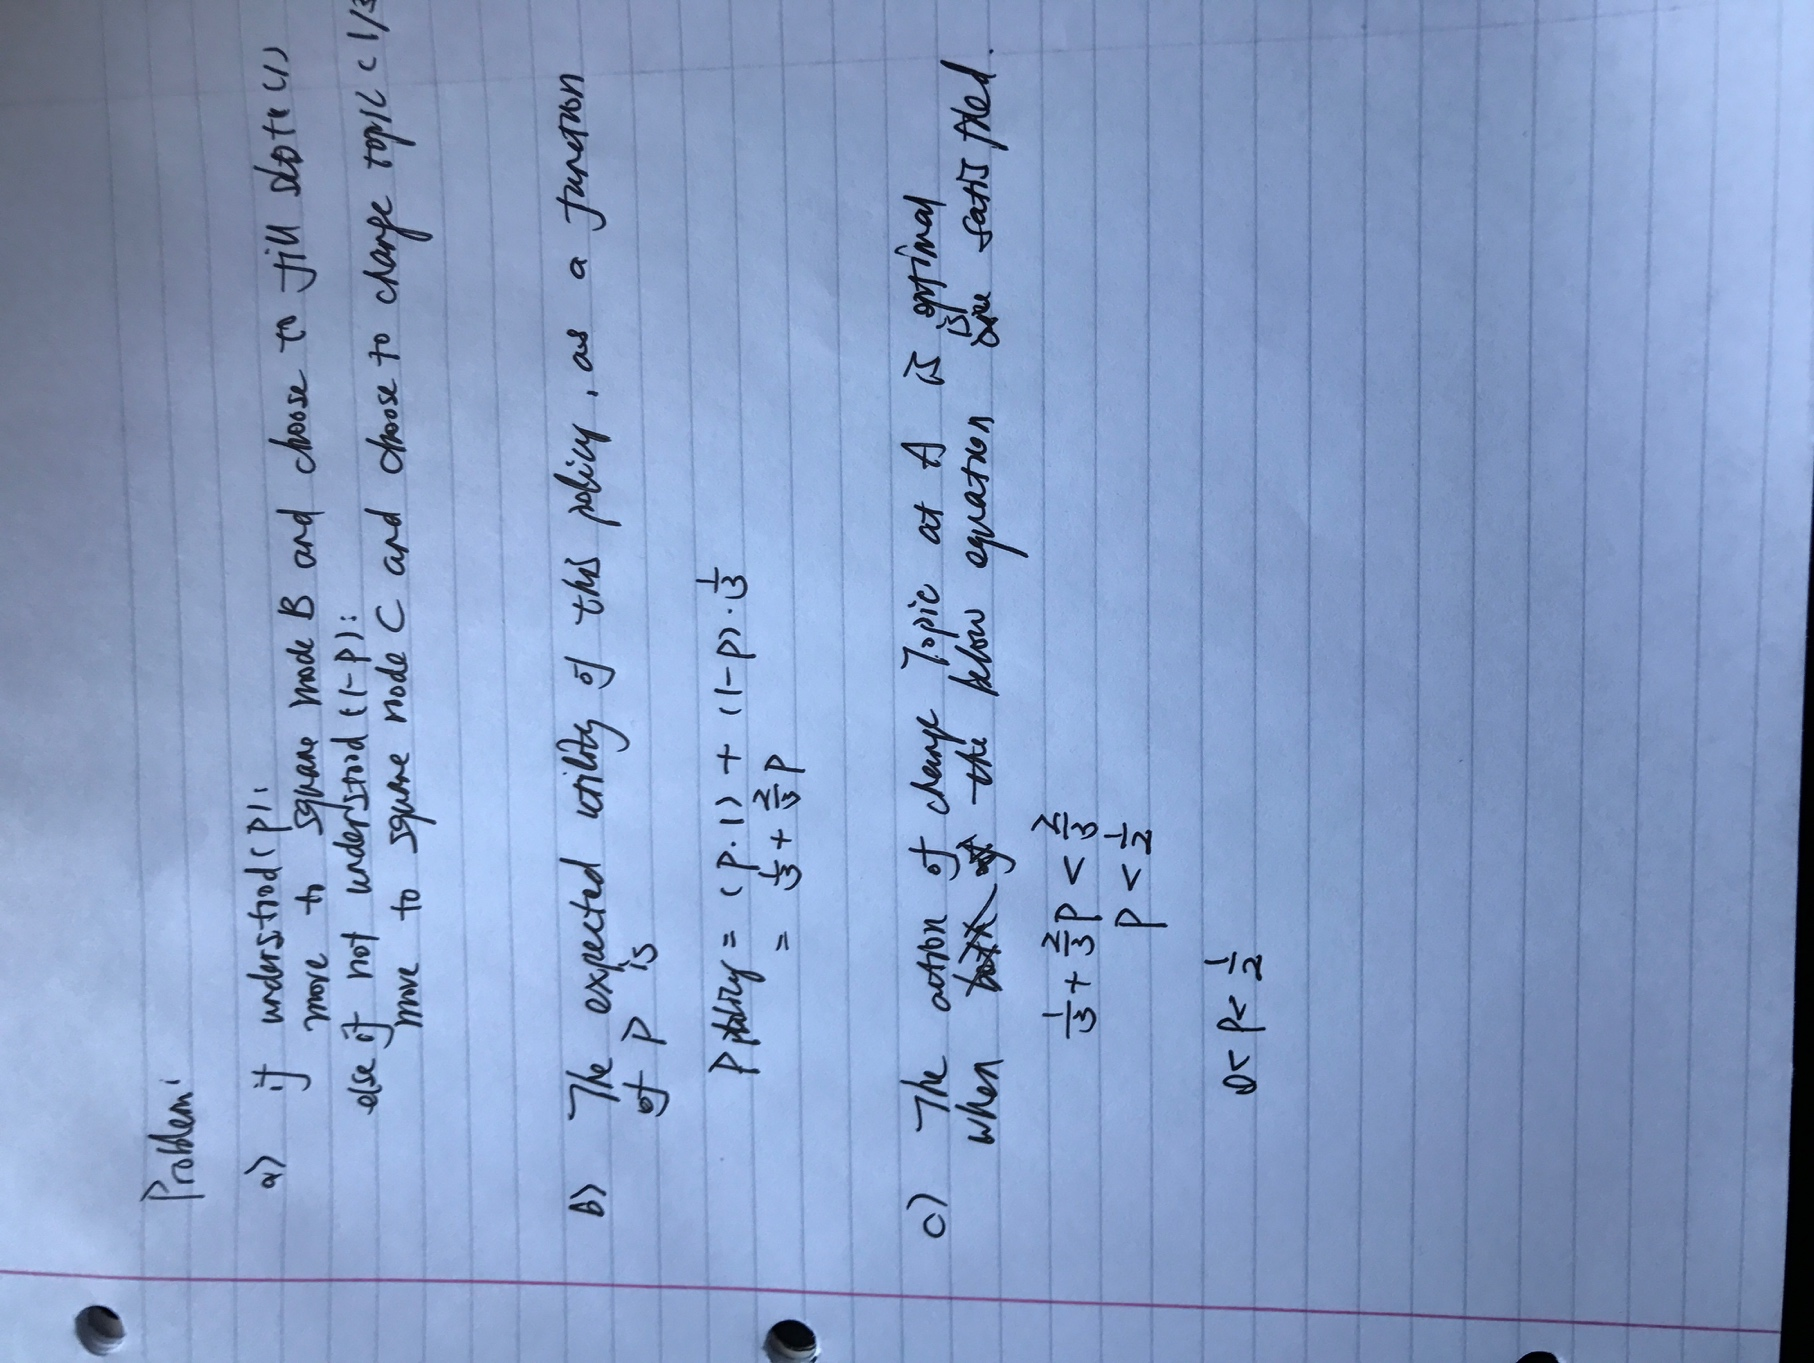 Problem:
a) if understood (p):
move to square node B and choose to fill slot (1)
else if not understood (1-p):
move to square node C and choose to change topic (1/3
b) The expected utility of this policy, as a function
of P is
P policy = (P·1) + (1-P)·1/3
= 1/3 + 2/3 P
c) The action of change Topic at A is optimal
when the below equation is satisfied.
1/3 + 2/3 P < 2/3
P < 1/2
0< P< 1/2